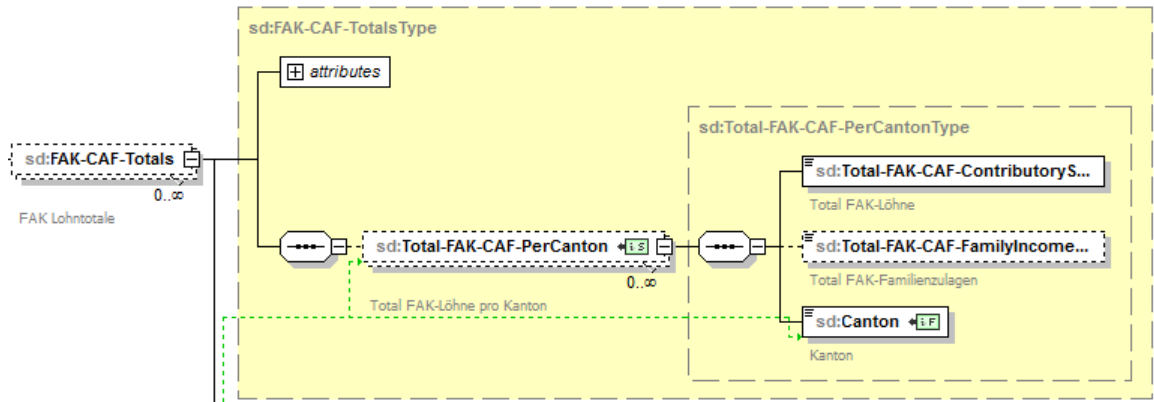 sd:FAK-CAF-TotalsType
attributes
sd:Total-FAK-CAF-PerCantonType
sd:FAK-CAF-Totals
0..∞
FAK Lohntotale
sd:Total-FAK-CAF-ContributoryS...
Total FAK-Löhne
sd:Total-FAK-CAF-PerCanton
i S
0..∞
Total FAK-Löhne pro Kanton
sd:Total-FAK-CAF-FamilyIncome...
Total FAK-Familienzulagen
sd:Canton
i F
Kanton